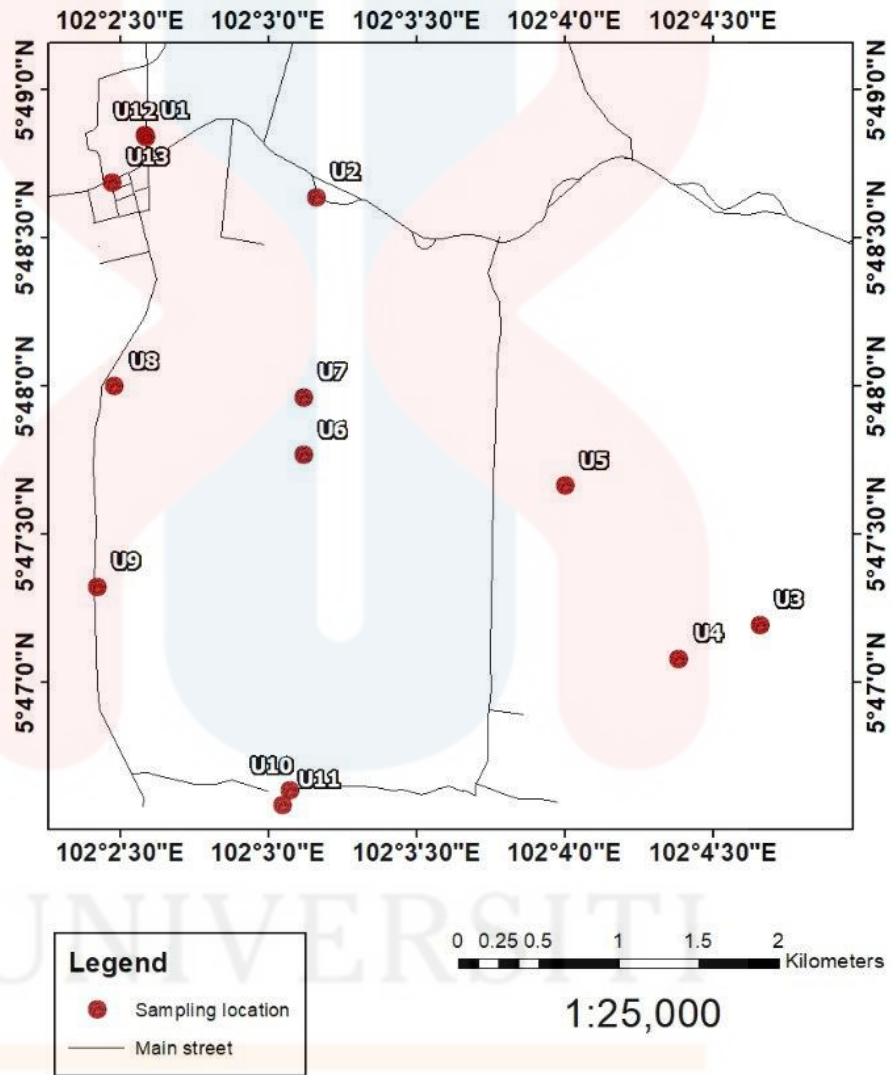 102°2'30"E 102°3'0"E 102°3'30"E 102°4'0"E 102°4'30"E
5°49'0"N 5°49'0"N
U12 U1
U13
U2
5°48'30"N 5°48'30"N
U8
U7
5°48'0"N 5°48'0"N
U6
U5
5°47'30"N 5°47'30"N
U9
U3
U4
5°47'0"N 5°47'0"N
U10
U11
102°2'30"E 102°3'0"E 102°3'30"E 102°4'0"E 102°4'30"E
UNIVERSITI
Legend
Sampling location
Main street
0 0.25 0.5 1 1.5 2
Kilometers
1:25,000